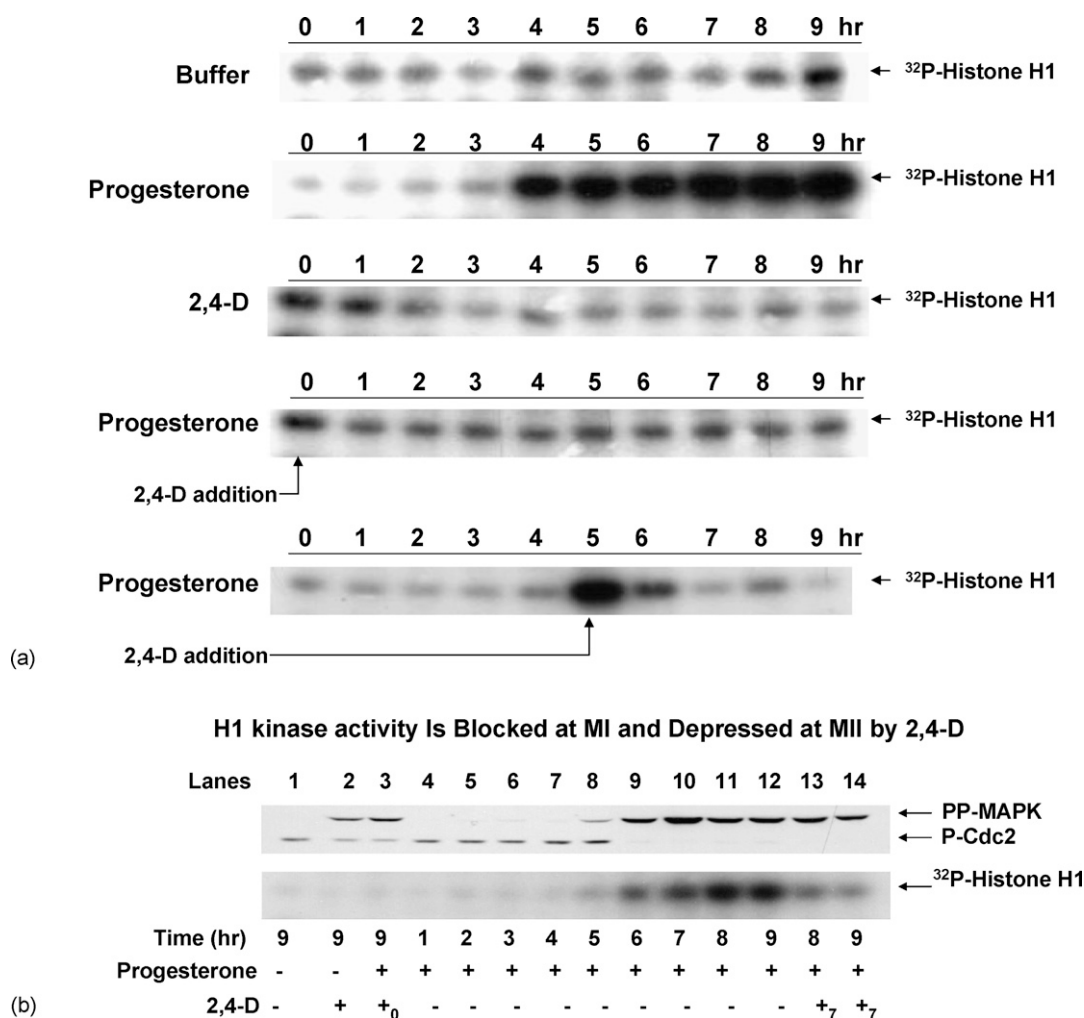 0 1 2 3 4 5 6 7 8 9 hr
Buffer ³²P-Histone H1
0 1 2 3 4 5 6 7 8 9 hr
Progesterone ³²P-Histone H1
0 1 2 3 4 5 6 7 8 9 hr
2,4-D ³²P-Histone H1
0 1 2 3 4 5 6 7 8 9 hr
Progesterone ³²P-Histone H1
2,4-D addition
0 1 2 3 4 5 6 7 8 9 hr
Progesterone ³²P-Histone H1
(a) 2,4-D addition
H1 kinase activity Is Blocked at MI and Depressed at MII by 2,4-D
Lanes 1 2 3 4 5 6 7 8 9 10 11 12 13 14
PP-MAPK
P-Cdc2
³²P-Histone H1
Time (hr) 9 9 9 1 2 3 4 5 6 7 8 9 8 9
Progesterone - - + + + + + + + + + + + +
(b) 2,4-D - + +₀ - - - - - - - - - +₇ +₇